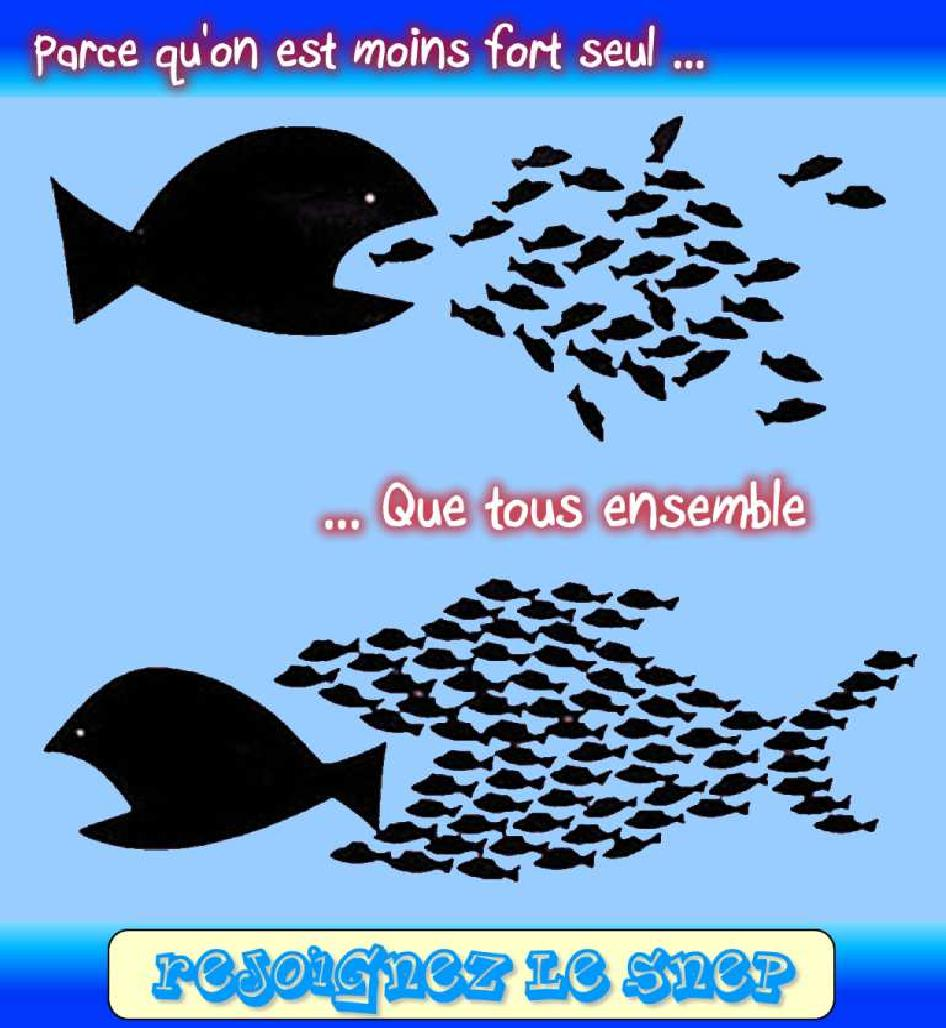 Parce qu'on est moins fort seul ...
... Que tous ensemble
REJOIGNEZ LE SNEP